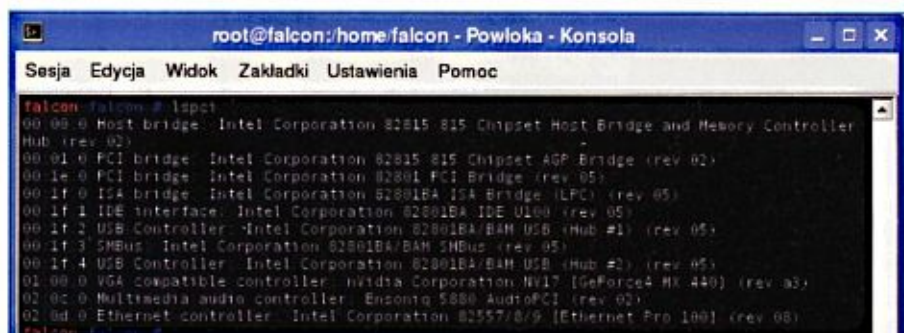 root@falcon:/home/falcon - Powłoka - Konsola
Sesja Edycja Widok Zakładki Ustawienia Pomoc
falcon falcon # lspci
00:00.0 Host bridge: Intel Corporation 82815 815 Chipset Host Bridge and Memory Controller
Hub (rev 02)
00:01.0 PCI bridge: Intel Corporation 82815 815 Chipset AGP Bridge (rev 02)
00:1e.0 PCI bridge: Intel Corporation 82801 PCI Bridge (rev 05)
00:1f.0 ISA bridge: Intel Corporation 82801BA ISA Bridge (LPC) (rev 05)
00:1f.1 IDE interface: Intel Corporation 82801BA IDE U100 (rev 05)
00:1f.2 USB Controller: Intel Corporation 82801BA/BAM USB (Hub #1) (rev 05)
00:1f.3 SMBus: Intel Corporation 82801BA/BAM SMBus (rev 05)
00:1f.4 USB Controller: Intel Corporation 82801BA/BAM USB (Hub #2) (rev 05)
01:00.0 VGA compatible controller: nVidia Corporation NV17 [GeForce4 MX 440] (rev a3)
02:0c.0 Multimedia audio controller: Ensoniq 5880 AudioPCI (rev 02)
02:0d.0 Ethernet controller: Intel Corporation 82557/8/9 [Ethernet Pro 100] (rev 08)
falcon falcon #